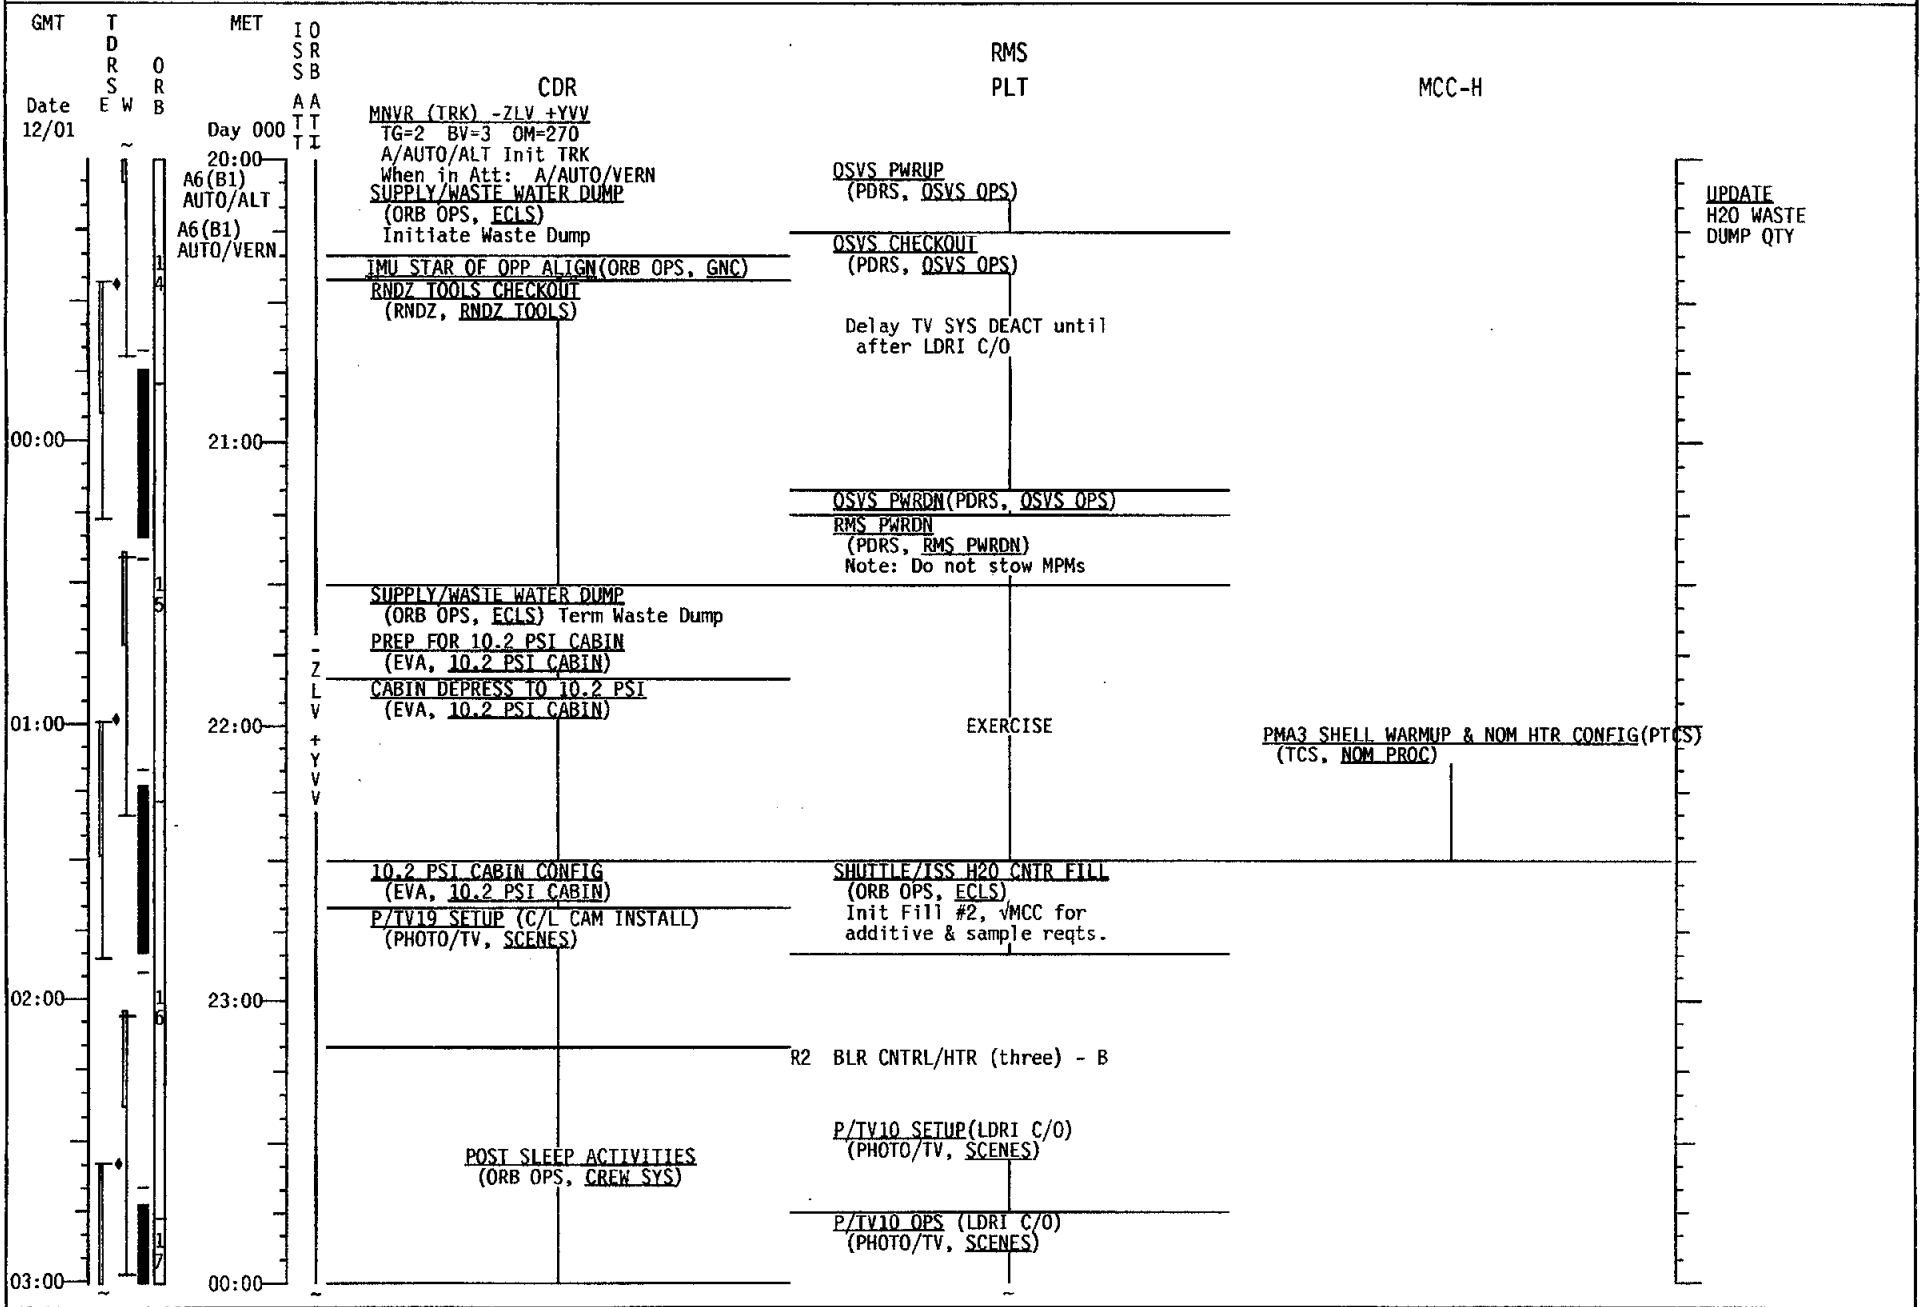 GMT
TDRS
MET
ISS ATT
ORB ATT
ORB
E W
Date
12/01
Day 000
CDR
RMS
PLT
MCC-H
~
20:00
A6(B1)
AUTO/ALT
A6(B1)
AUTO/VERN
MNVR (TRK) -ZLV +YVV
TG=2 BV=3 OM=270
A/AUTO/ALT Init TRK
When in Att: A/AUTO/VERN
SUPPLY/WASTE WATER DUMP
(ORB OPS, ECLS)
Initiate Waste Dump
OSVS PWRUP
(PDRS, OSVS OPS)
UPDATE
H2O WASTE
DUMP QTY
OSVS CHECKOUT
(PDRS, OSVS OPS)
IMU STAR OF OPP ALIGN(ORB OPS, GNC)
14
RNDZ TOOLS CHECKOUT
(RNDZ, RNDZ TOOLS)
Delay TV SYS DEACT until
after LDRI C/O
00:00
21:00
OSVS PWRDN(PDRS, OSVS OPS)
RMS PWRDN
(PDRS, RMS PWRDN)
Note: Do not stow MPMs
15
SUPPLY/WASTE WATER DUMP
(ORB OPS, ECLS) Term Waste Dump
PREP FOR 10.2 PSI CABIN
(EVA, 10.2 PSI CABIN)
-ZLV +YVV
CABIN DEPRESS TO 10.2 PSI
(EVA, 10.2 PSI CABIN)
01:00
22:00
EXERCISE
PMA3 SHELL WARMUP & NOM HTR CONFIG(PTCS)
(TCS, NOM PROC)
10.2 PSI CABIN CONFIG
(EVA, 10.2 PSI CABIN)
SHUTTLE/ISS H2O CNTR FILL
(ORB OPS, ECLS)
Init Fill #2, √MCC for
additive & sample reqts.
P/TV19 SETUP (C/L CAM INSTALL)
(PHOTO/TV, SCENES)
02:00
23:00
16
R2 BLR CNTRL/HTR (three) - B
P/TV10 SETUP(LDRI C/O)
(PHOTO/TV, SCENES)
POST SLEEP ACTIVITIES
(ORB OPS, CREW SYS)
P/TV10 OPS (LDRI C/O)
(PHOTO/TV, SCENES)
17
03:00
00:00
~
~
~